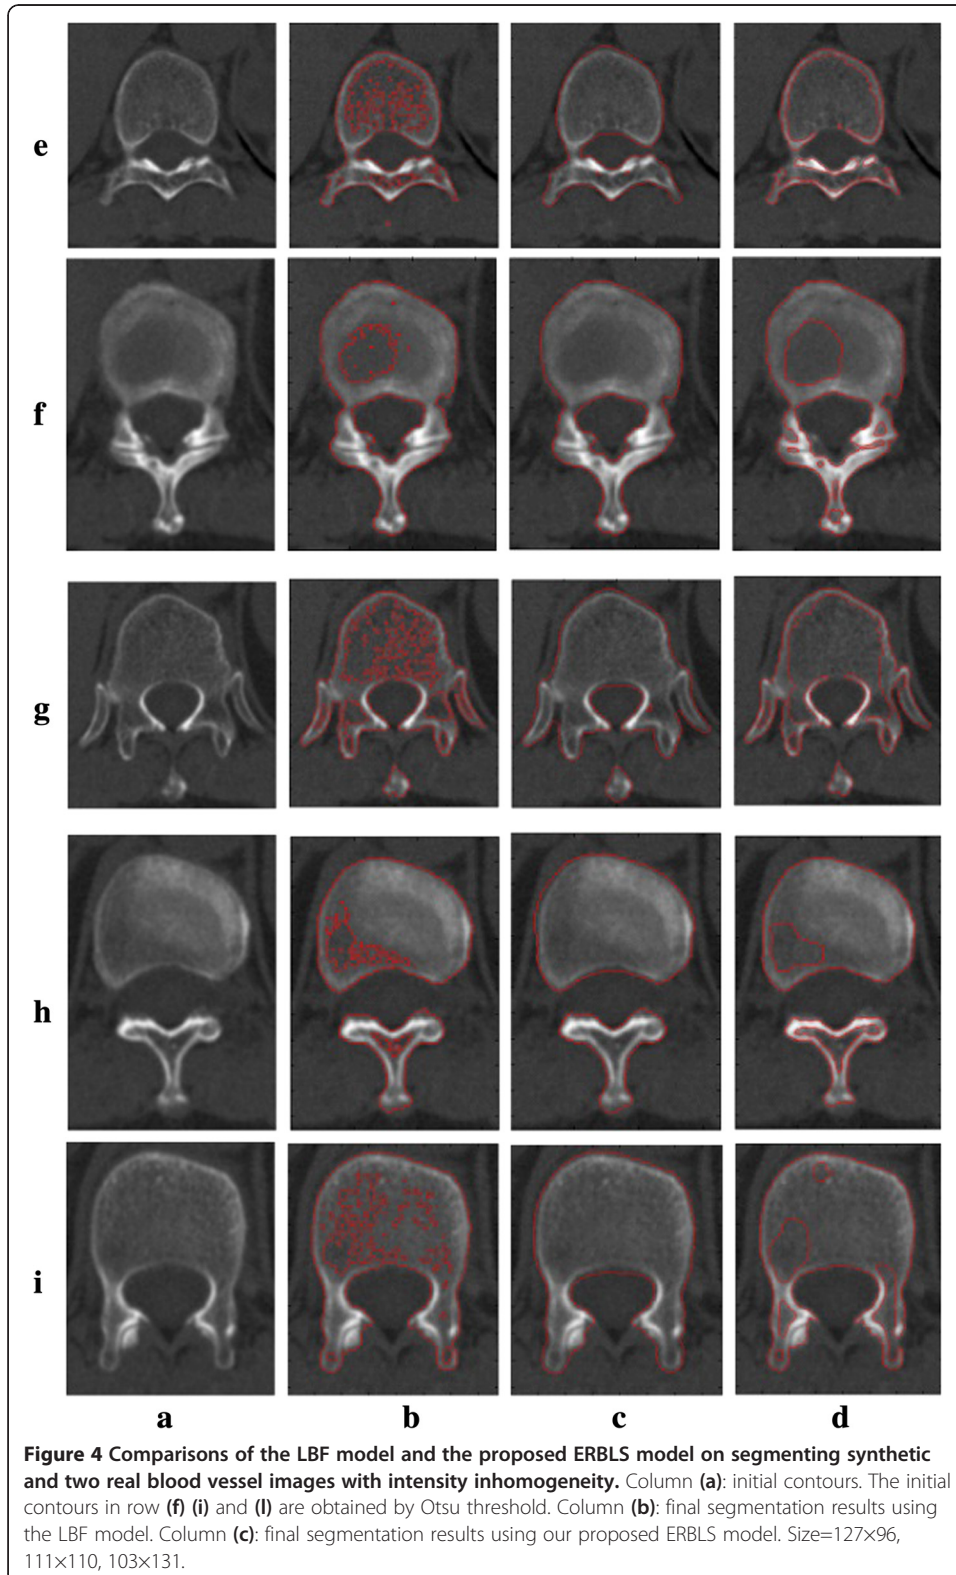 e
f
g
h
i
a b c d
Figure 4 Comparisons of the LBF model and the proposed ERBLS model on segmenting synthetic
and two real blood vessel images with intensity inhomogeneity. Column (a): initial contours. The initial
contours in row (f) (i) and (l) are obtained by Otsu threshold. Column (b): final segmentation results using
the LBF model. Column (c): final segmentation results using our proposed ERBLS model. Size=127×96,
111×110, 103×131.